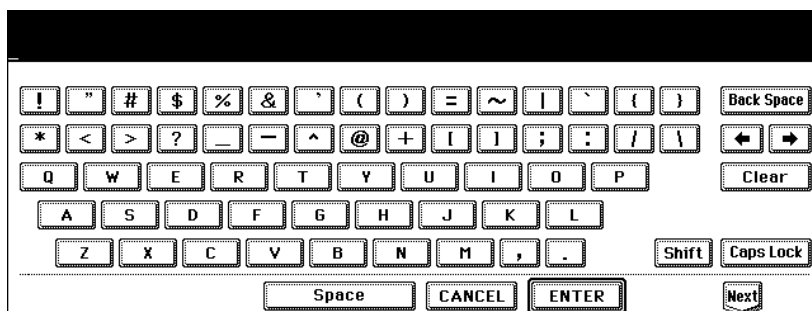 _
! " # $ % & ' ( ) = ~ | ` { } Back Space
* < > ? _ - ^ @ + [ ] ; : / \ ← →
Q W E R T Y U I O P Clear
A S D F G H J K L
Z X C V B N M , . Shift Caps Lock
Space CANCEL ENTER Next